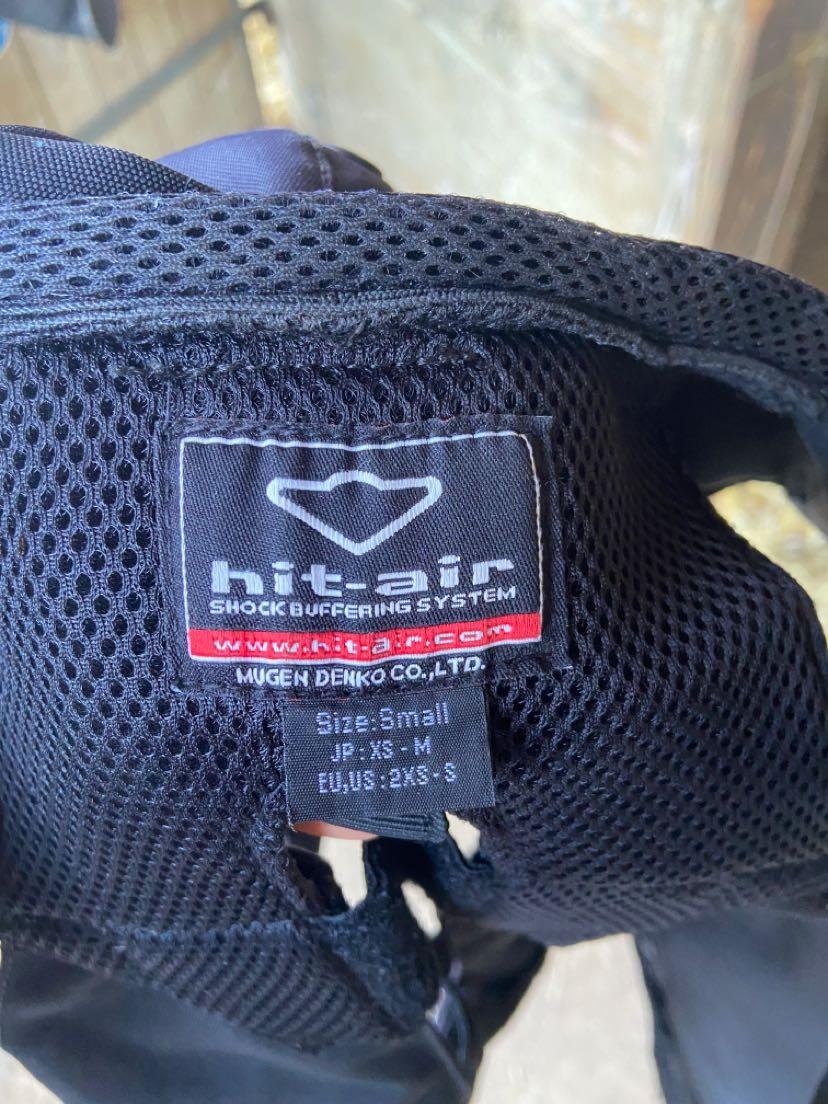 hit-air
SHOCK BUFFERING SYSTEM
www.hit-air.com
MUGEN DENKO CO.,LTD.
Size:Small
JP:XS - M
EU,US:2XS-S